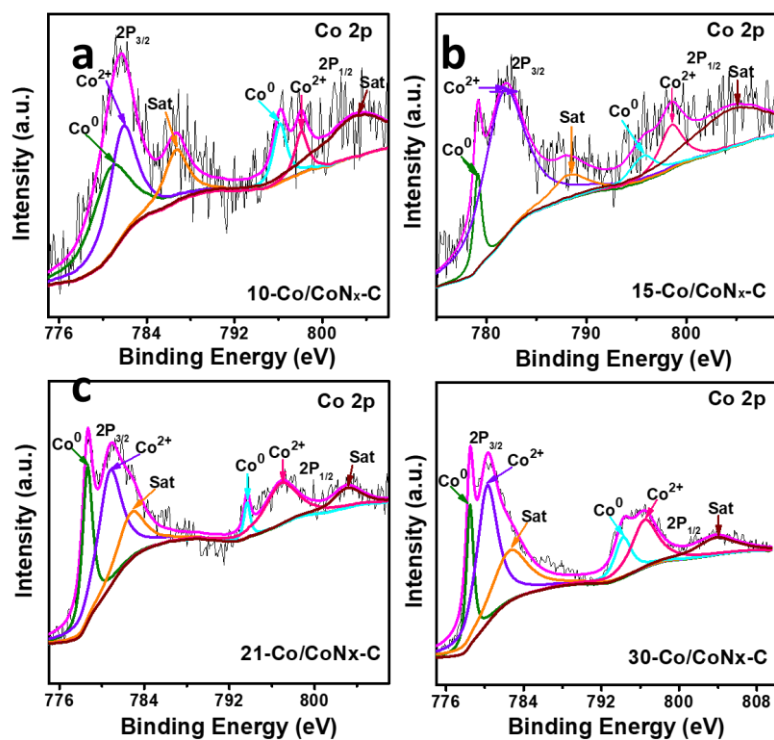 a
Co 2p
2P3/2
Co2+
Co0
Sat
Co0
Co2+
2P1/2
Sat
10-Co/CoNx-C
Intensity (a.u.)
776 784 792 800
Binding Energy (eV)
b
Co 2p
Co2+
2P3/2
Co0
Sat
Co0
Co2+
2P1/2
Sat
15-Co/CoNx-C
Intensity (a.u.)
780 790 800
Binding Energy (eV)
c
Co 2p
Co0
2P3/2
Co2+
Sat
Co0
Co2+
2P1/2
Sat
21-Co/CoNx-C
Intensity (a.u.)
776 784 792 800
Binding Energy (eV)
Co 2p
Co0
2P3/2
Co2+
Sat
Co0
Co2+
2P1/2
Sat
30-Co/CoNx-C
Intensity (a.u.)
776 784 792 800 808
Binding Energy (eV)